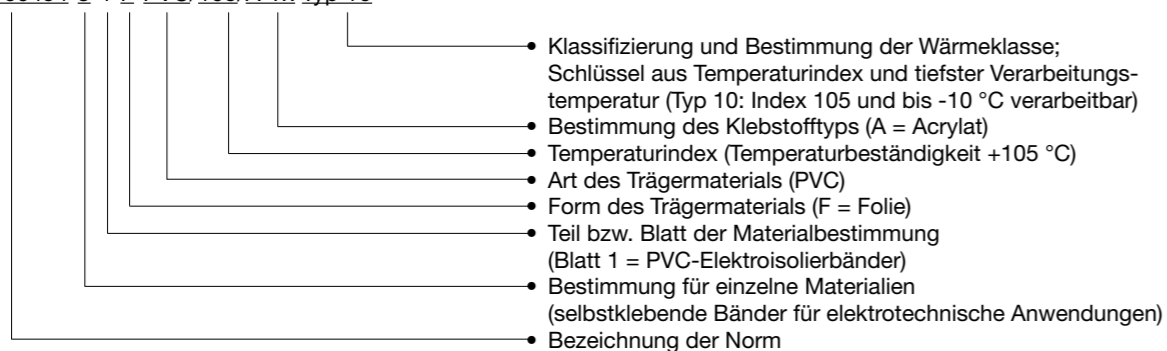 Klassifizierung und Bestimmung der Wärmeklasse;
Schlüssel aus Temperaturindex und tiefster Verarbeitungs-
temperatur (Typ 10: Index 105 und bis -10 °C verarbeitbar)
Bestimmung des Klebstofftyps (A = Acrylat)
Temperaturindex (Temperaturbeständigkeit +105 °C)
Art des Trägermaterials (PVC)
Form des Trägermaterials (F = Folie)
Teil bzw. Blatt der Materialbestimmung
(Blatt 1 = PVC-Elektroisolierbänder)
Bestimmung für einzelne Materialien
(selbstklebende Bänder für elektrotechnische Anwendungen)
Bezeichnung der Norm